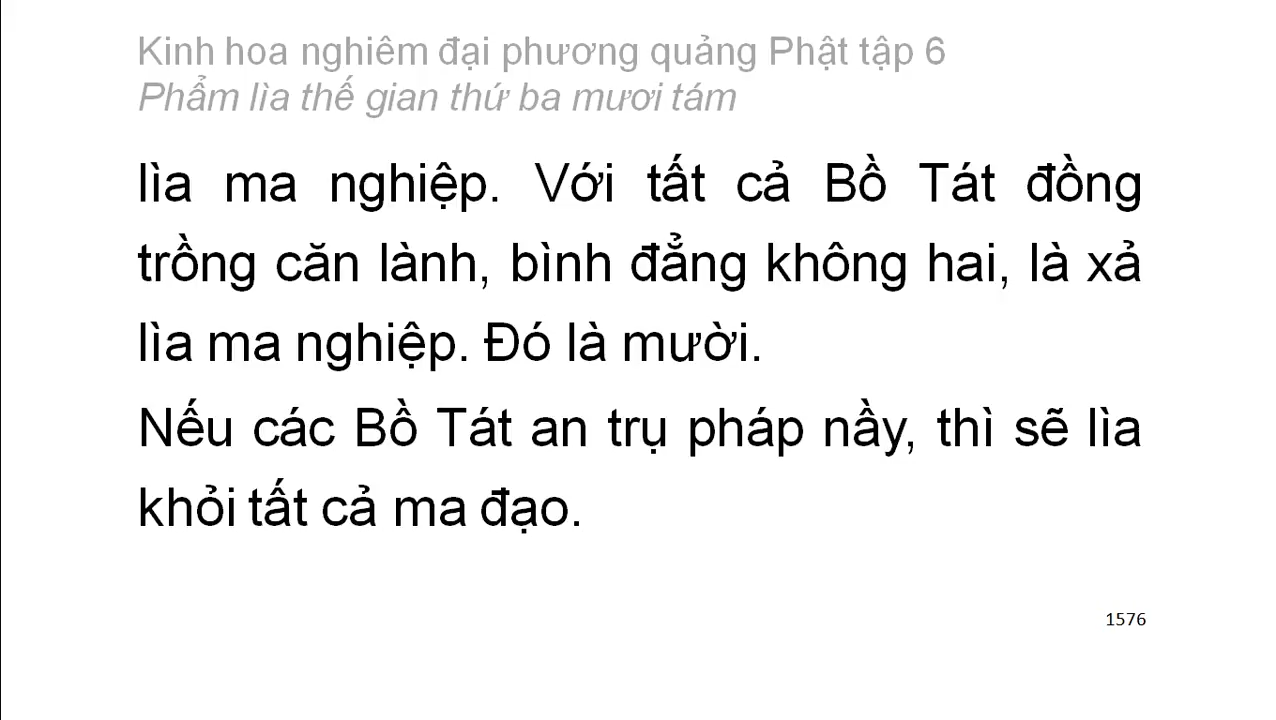 Kinh hoa nghiêm đại phương quảng Phật tập 6
Phẩm lìa thế gian thứ ba mươi tám
lìa ma nghiệp. Với tất cả Bồ Tát đồng
trồng căn lành, bình đẳng không hai, là xả
lìa ma nghiệp. Đó là mười.
Nếu các Bồ Tát an trụ pháp nầy, thì sẽ lìa
khỏi tất cả ma đạo.
1576